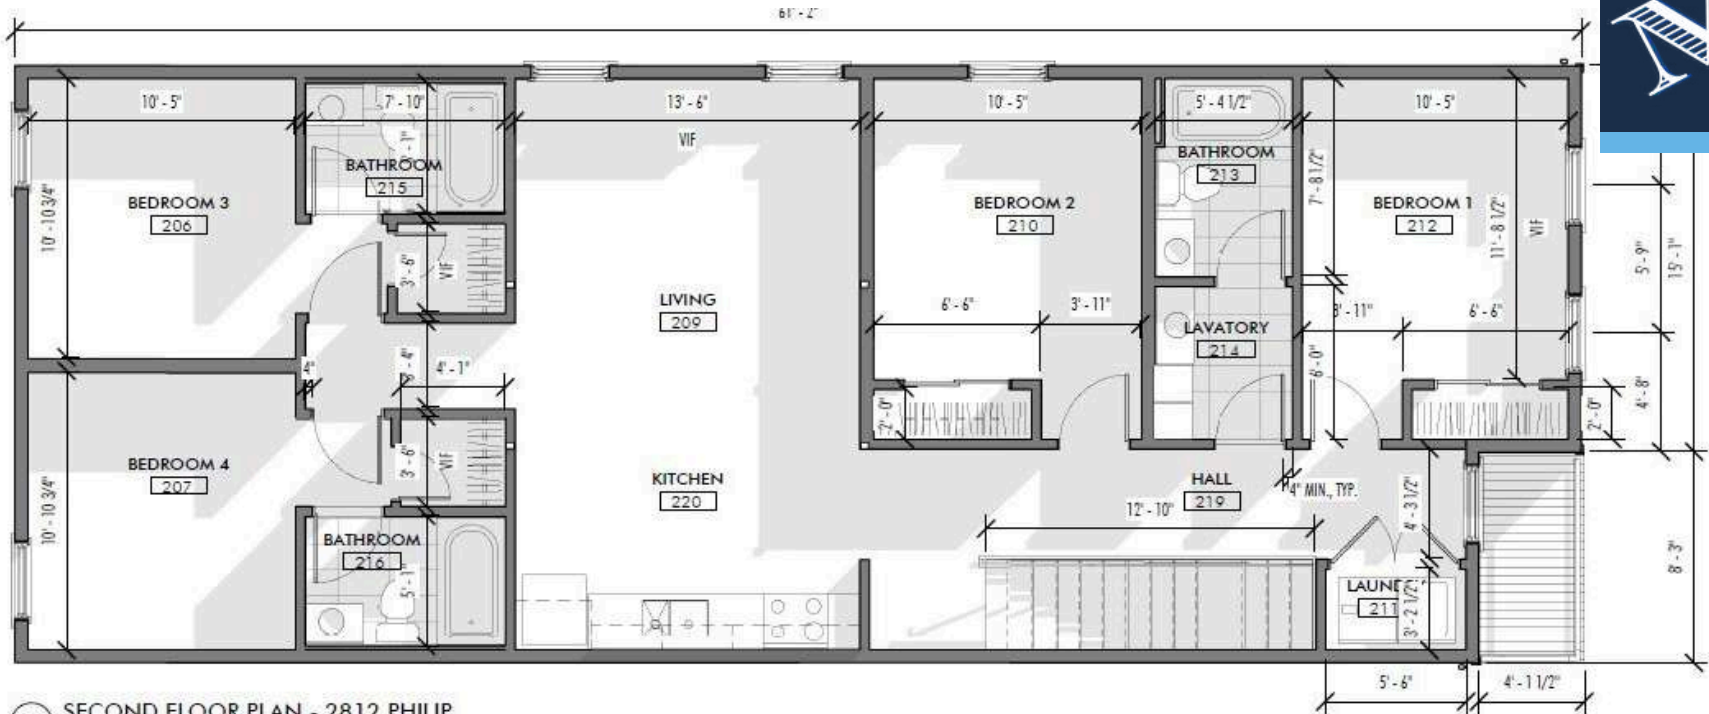 61' - 2"
10' - 5"
7' - 10"
13' - 6"
VIF
10' - 5"
5' - 4 1/2"
10' - 5"
BATHROOM
215
BATHROOM
213
7' - 8 1/2"
BEDROOM 3
206
10' - 10 3/4"
BEDROOM 2
210
BEDROOM 1
212
11' - 8 1/2"
VIF
5' - 9"
15' - 1"
3' - 6"
VIF
LIVING
209
6' - 6"
3' - 11"
LAVATORY
214
3' - 11"
6' - 6"
6' - 0"
4"
4' - 1"
2' - 0"
2' - 0"
4' - 8"
BEDROOM 4
207
10' - 10 3/4"
3' - 6"
VIF
KITCHEN
220
HALL
219
4" MIN., TYP.
12' - 10"
4' - 3 1/2"
BATHROOM
216
5' - 1"
8' - 3"
211
3' - 2 1/2"
5' - 6"
4' - 1 1/2"
SECOND FLOOR PLAN - 2812 PHILIP